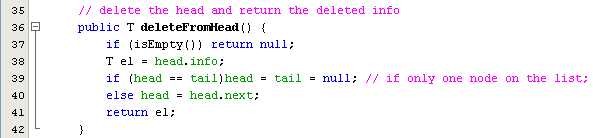 35 // delete the head and return the deleted info
36 public T deleteFromHead() {
37 if (isEmpty()) return null;
38 T el = head.info;
39 if (head == tail)head = tail = null; // if only one node on the list;
40 else head = head.next;
41 return el;
42 }